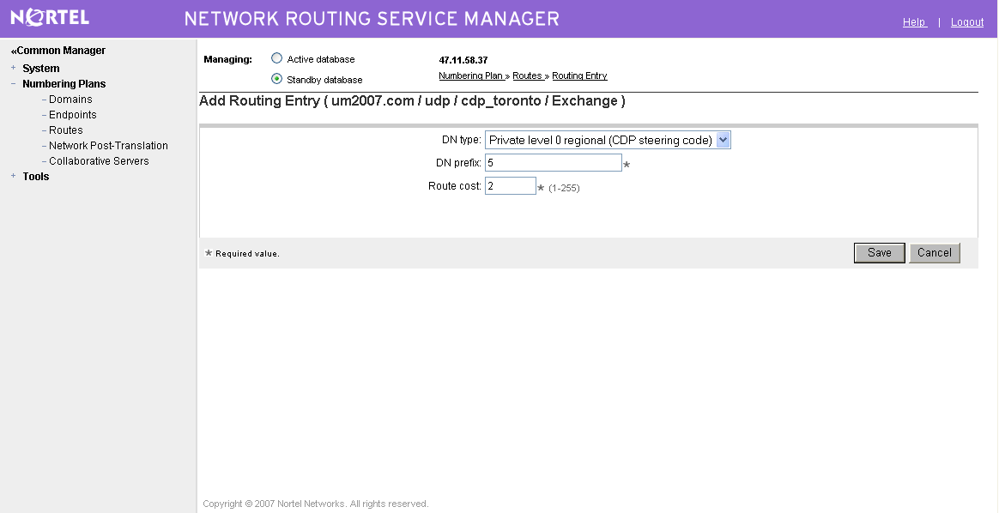 NORTEL
NETWORK ROUTING SERVICE MANAGER
Help | Logout
«Common Manager
+ System
− Numbering Plans
− Domains
− Endpoints
− Routes
− Network Post-Translation
− Collaborative Servers
+ Tools
Managing: Active database
Standby database
47.11.58.37
Numbering Plan » Routes » Routing Entry
Add Routing Entry ( um2007.com / udp / cdp_toronto / Exchange )
DN type: Private level 0 regional (CDP steering code)
DN prefix: 5 *
Route cost: 2 * (1-255)
* Required value.
Save Cancel
Copyright © 2007 Nortel Networks. All rights reserved.